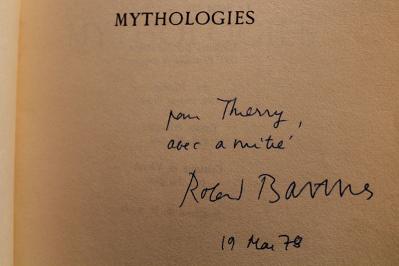 MYTHOLOGIES
pour Thierry,
avec amitié
Roland Barthes
19 Mai 78